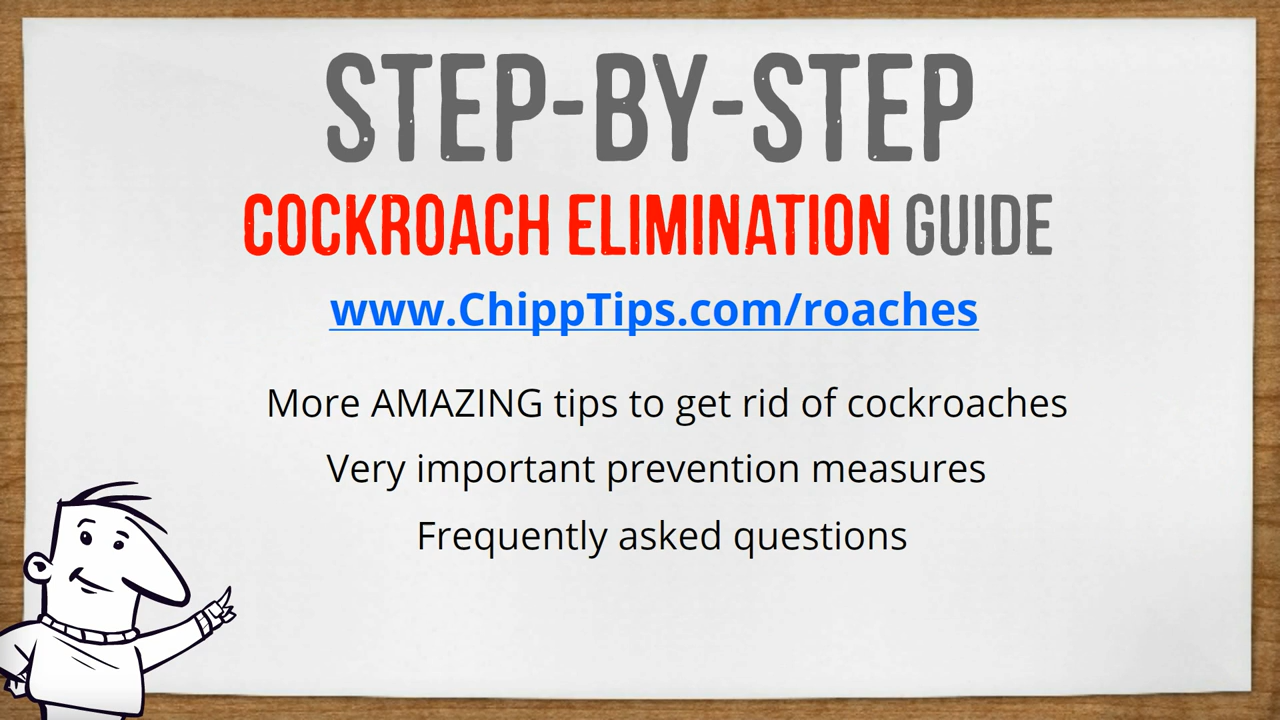 STEP-BY-STEP
COCKROACH ELIMINATION GUIDE
www.ChippTips.com/roaches
More AMAZING tips to get rid of cockroaches
Very important prevention measures
Frequently asked questions